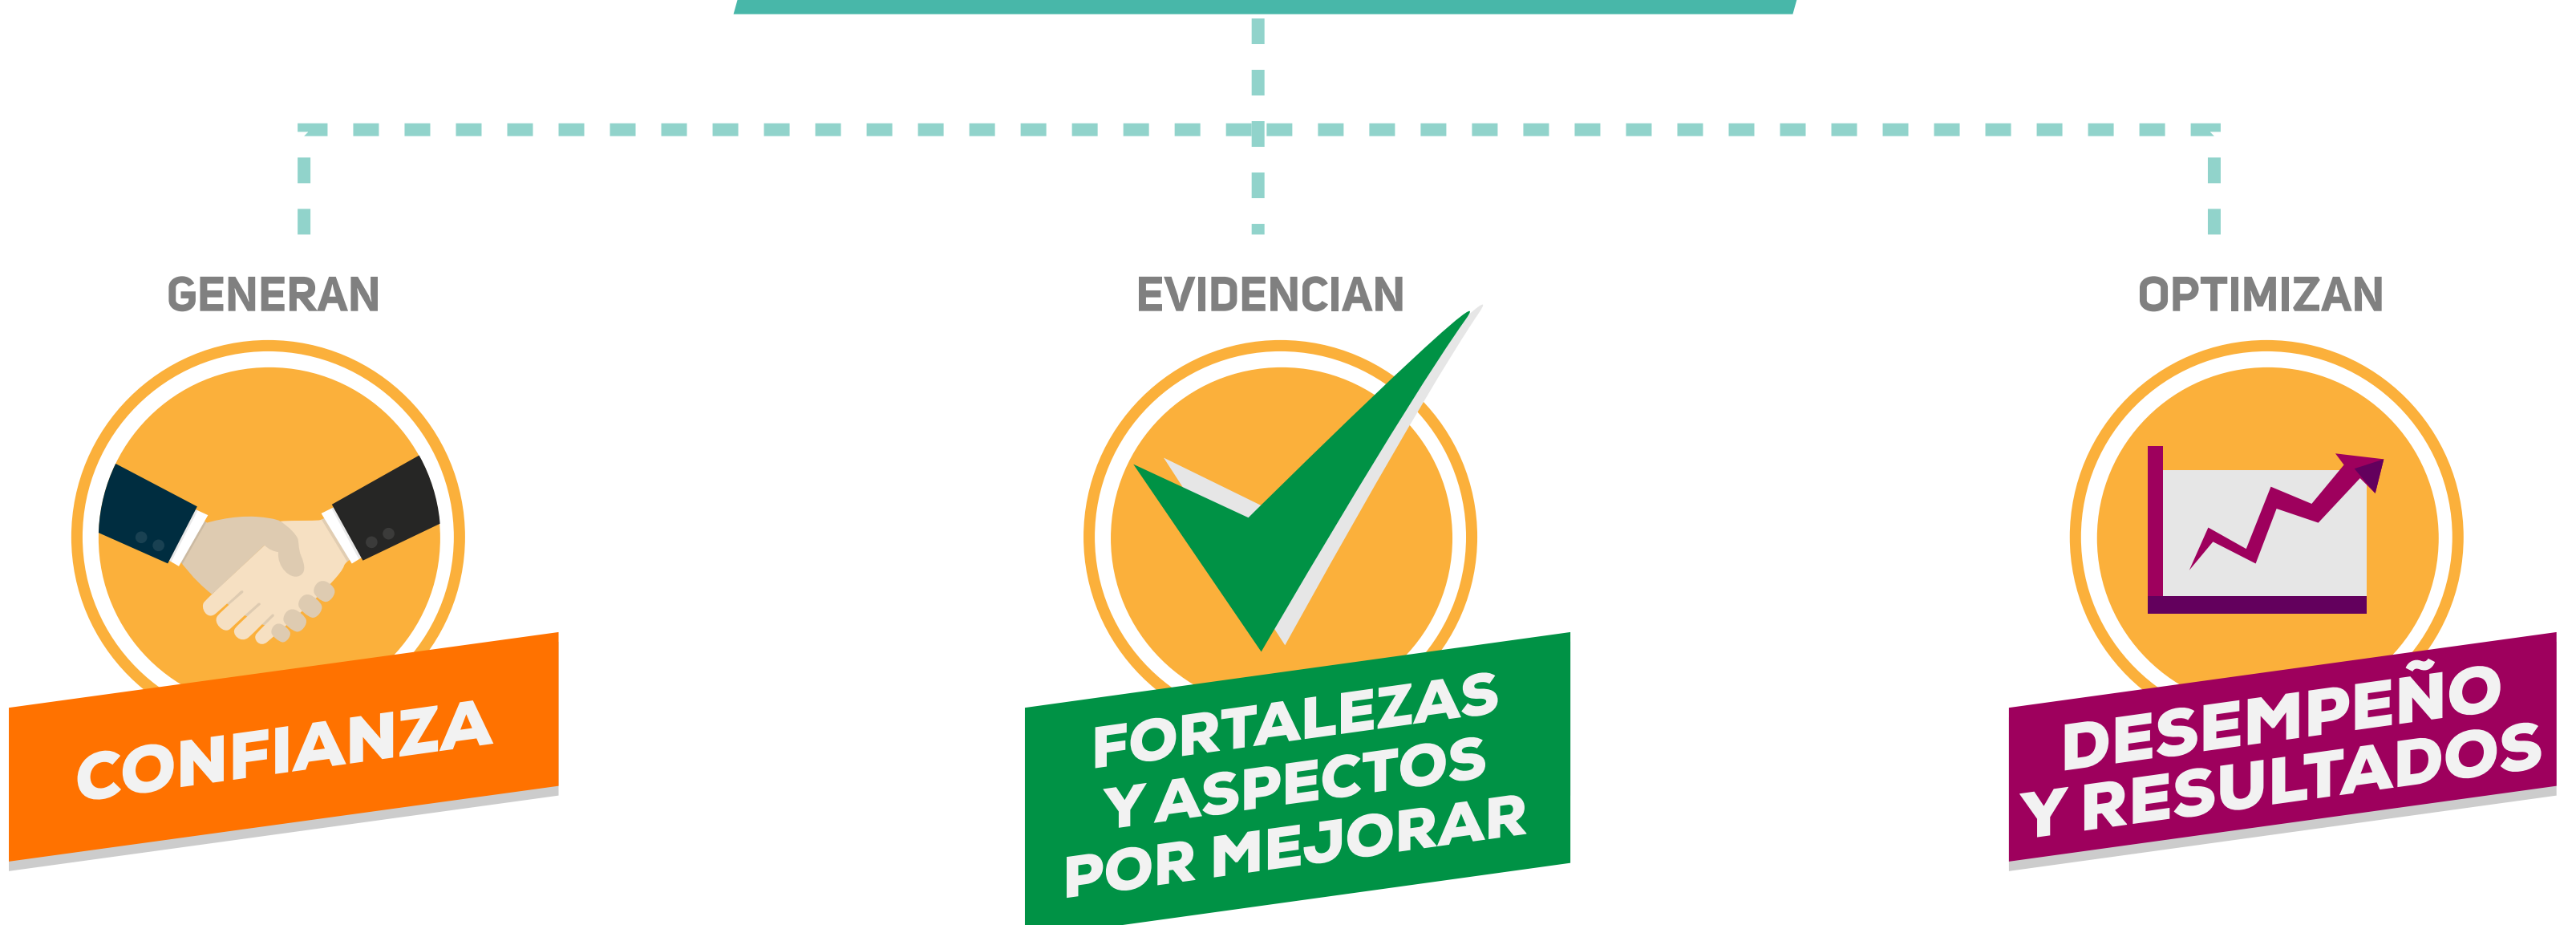 GENERAN
CONFIANZA
EVIDENCIAN
FORTALEZAS
Y ASPECTOS
POR MEJORAR
OPTIMIZAN
DESEMPEÑO
Y RESULTADOS